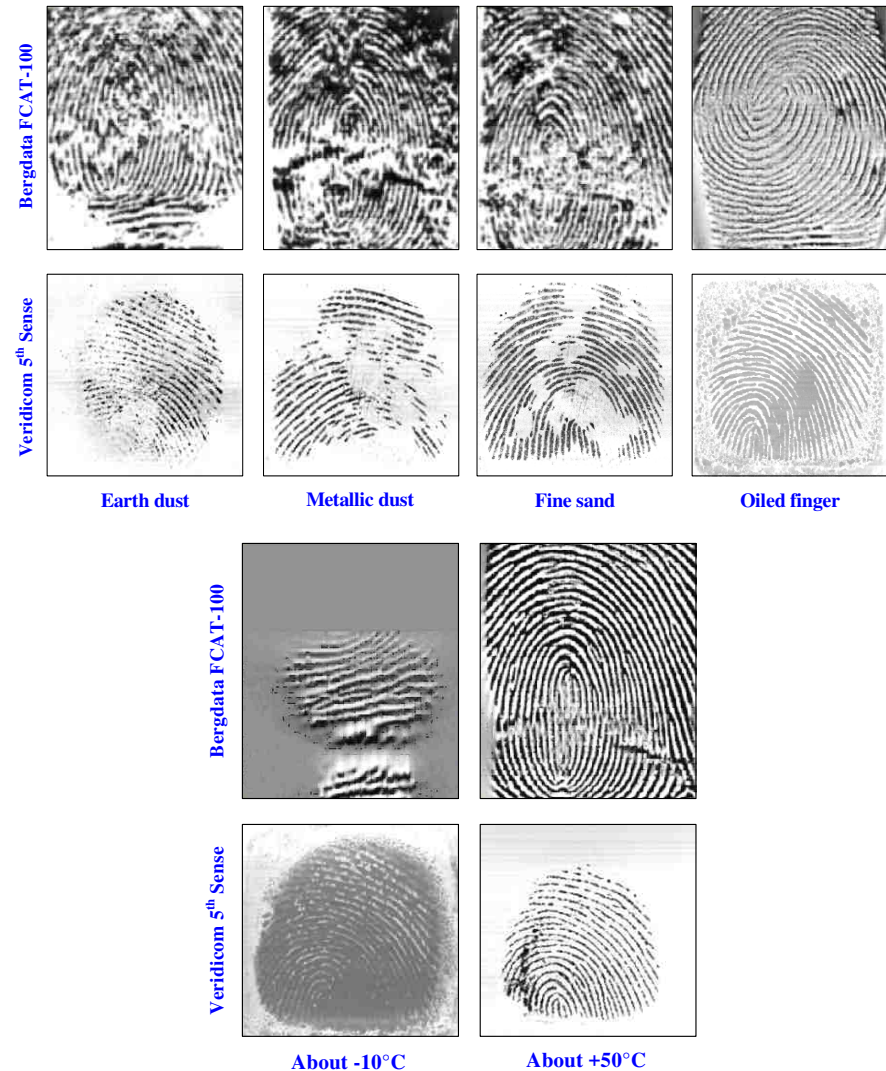 Bergdata FCAT-100
Veridicom 5th Sense
Earth dust
Metallic dust
Fine sand
Oiled finger
Bergdata FCAT-100
Veridicom 5th Sense
About -10°C
About +50°C